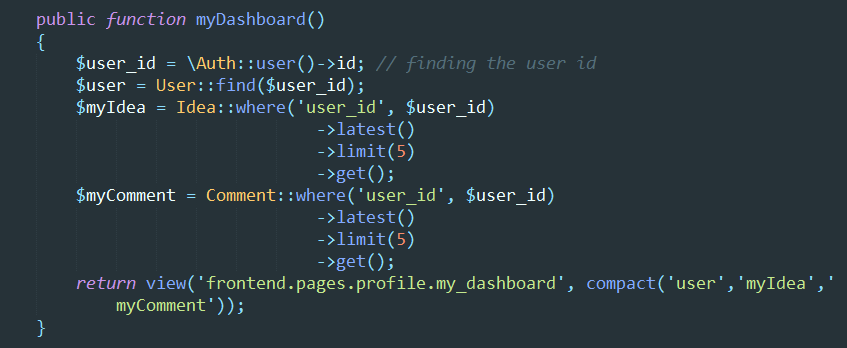 public function myDashboard()
{
$user_id = \Auth::user()->id; // finding the user id
$user = User::find($user_id);
$myIdea = Idea::where('user_id', $user_id)
->latest()
->limit(5)
->get();
$myComment = Comment::where('user_id', $user_id)
->latest()
->limit(5)
->get();
return view('frontend.pages.profile.my_dashboard', compact('user','myIdea','
myComment'));
}